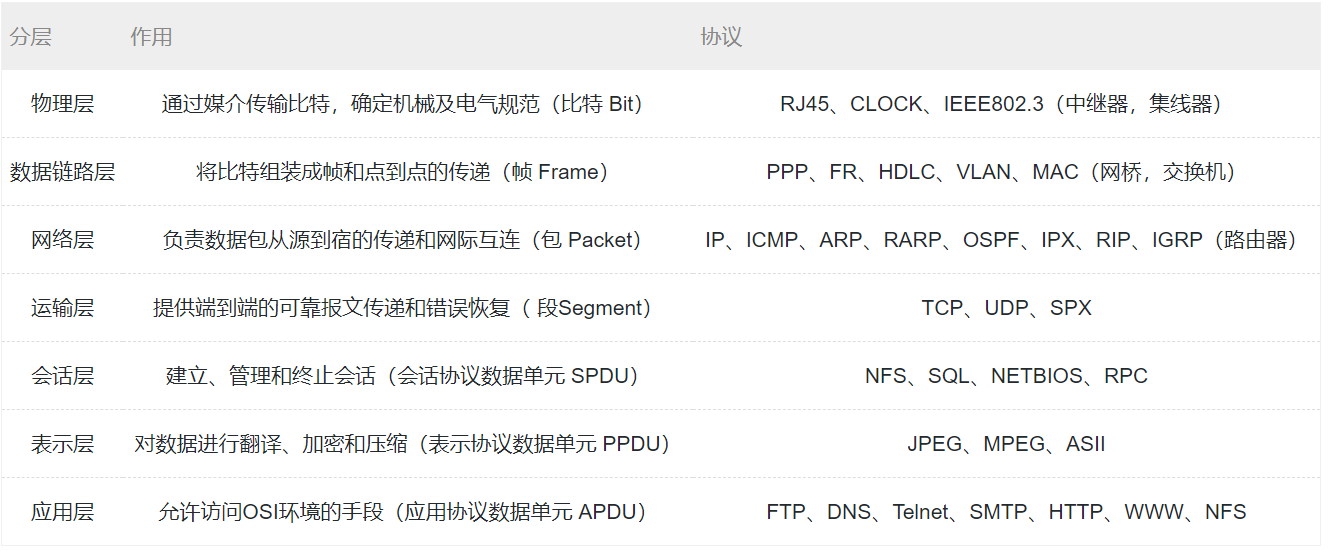 分层 作用 协议
物理层 通过媒介传输比特，确定机械及电气规范（比特 Bit） RJ45、CLOCK、IEEE802.3（中继器，集线器）
数据链路层 将比特组装成帧和点到点的传递（帧 Frame） PPP、FR、HDLC、VLAN、MAC（网桥，交换机）
网络层 负责数据包从源到宿的传递和网际互连（包 Packet） IP、ICMP、ARP、RARP、OSPF、IPX、RIP、IGRP（路由器）
运输层 提供端到端的可靠报文传递和错误恢复（ 段Segment） TCP、UDP、SPX
会话层 建立、管理和终止会话（会话协议数据单元 SPDU） NFS、SQL、NETBIOS、RPC
表示层 对数据进行翻译、加密和压缩（表示协议数据单元 PPDU） JPEG、MPEG、ASII
应用层 允许访问OSI环境的手段（应用协议数据单元 APDU） FTP、DNS、Telnet、SMTP、HTTP、WWW、NFS